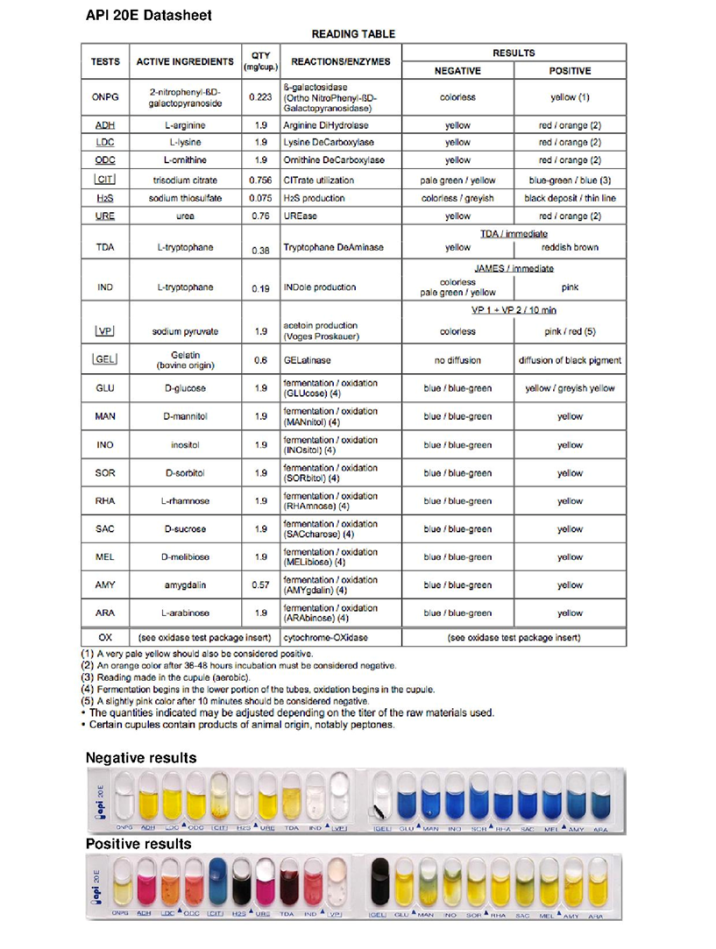 API 20E Datasheet
READING TABLE
TESTS ACTIVE INGREDIENTS QTY (mg/cup.) REACTIONS/ENZYMES RESULTS
NEGATIVE POSITIVE
ONPG 2-nitrophenyl-ßD-galactopyranoside 0.223 ß-galactosidase (Ortho NitroPhenyl-ßD-Galactopyranosidase) colorless yellow (1)
ADH L-arginine 1.9 Arginine DiHydrolase yellow red / orange (2)
LDC L-lysine 1.9 Lysine DeCarboxylase yellow red / orange (2)
ODC L-ornithine 1.9 Ornithine DeCarboxylase yellow red / orange (2)
|CIT| trisodium citrate 0.756 CITrate utilization pale green / yellow blue-green / blue (3)
H2S sodium thiosulfate 0.075 H2S production colorless / greyish black deposit / thin line
URE urea 0.76 UREase yellow red / orange (2)
TDA L-tryptophane 0.38 Tryptophane DeAminase TDA / immediate
yellow reddish brown
IND L-tryptophane 0.19 INDole production JAMES / immediate
colorless pale green / yellow pink
|VP| sodium pyruvate 1.9 acetoin production (Voges Proskauer) VP 1 + VP 2 / 10 min
colorless pink / red (5)
|GEL| Gelatin (bovine origin) 0.6 GELatinase no diffusion diffusion of black pigment
GLU D-glucose 1.9 fermentation / oxidation (GLUcose) (4) blue / blue-green yellow / greyish yellow
MAN D-mannitol 1.9 fermentation / oxidation (MANnitol) (4) blue / blue-green yellow
INO inositol 1.9 fermentation / oxidation (INOsitol) (4) blue / blue-green yellow
SOR D-sorbitol 1.9 fermentation / oxidation (SORbitol) (4) blue / blue-green yellow
RHA L-rhamnose 1.9 fermentation / oxidation (RHAmnose) (4) blue / blue-green yellow
SAC D-sucrose 1.9 fermentation / oxidation (SACcharose) (4) blue / blue-green yellow
MEL D-melibiose 1.9 fermentation / oxidation (MELibiose) (4) blue / blue-green yellow
AMY amygdalin 0.57 fermentation / oxidation (AMYgdalin) (4) blue / blue-green yellow
ARA L-arabinose 1.9 fermentation / oxidation (ARAbinose) (4) blue / blue-green yellow
OX (see oxidase test package insert) cytochrome-OXidase (see oxidase test package insert)
(1) A very pale yellow should also be considered positive.
(2) An orange color after 36-48 hours incubation must be considered negative.
(3) Reading made in the cupule (aerobic).
(4) Fermentation begins in the lower portion of the tubes, oxidation begins in the cupule.
(5) A slightly pink color after 10 minutes should be considered negative.
• The quantities indicated may be adjusted depending on the titer of the raw materials used.
• Certain cupules contain products of animal origin, notably peptones.
Negative results
api 20E
ONPG ADH LDC ODC |CIT| H2S URE TDA IND |VP| |GEL| GLU MAN INO SOR RHA SAC MEL AMY ARA
Positive results
api 20E
ONPG ADH LDC ODC |CIT| H2S URE TDA IND |VP| |GEL| GLU MAN INO SOR RHA SAC MEL AMY ARA